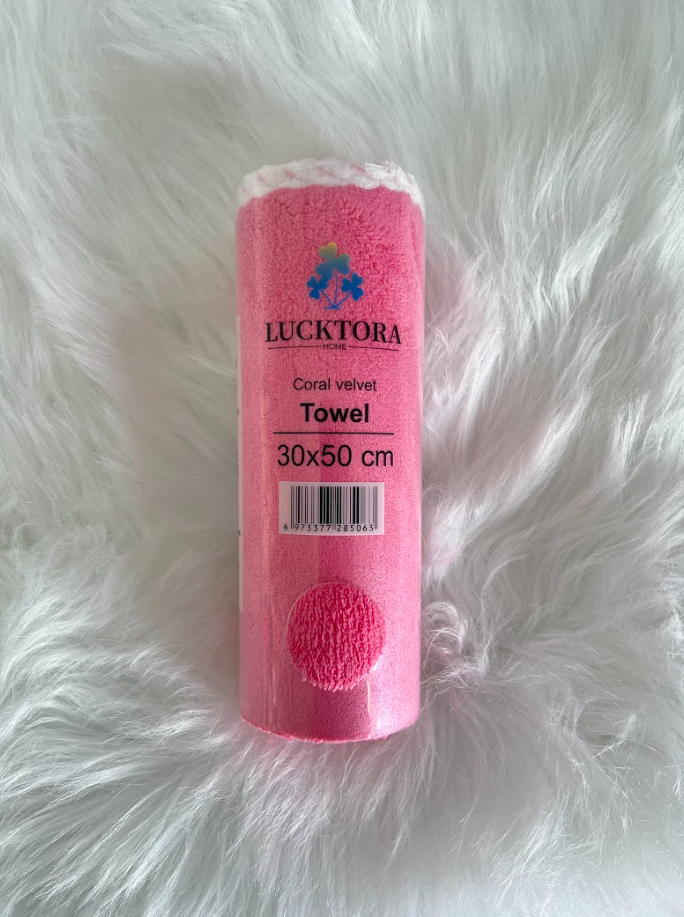 LUCKTORA
HOME
Coral velvet
Towel
30x50 cm
6 973377 285063